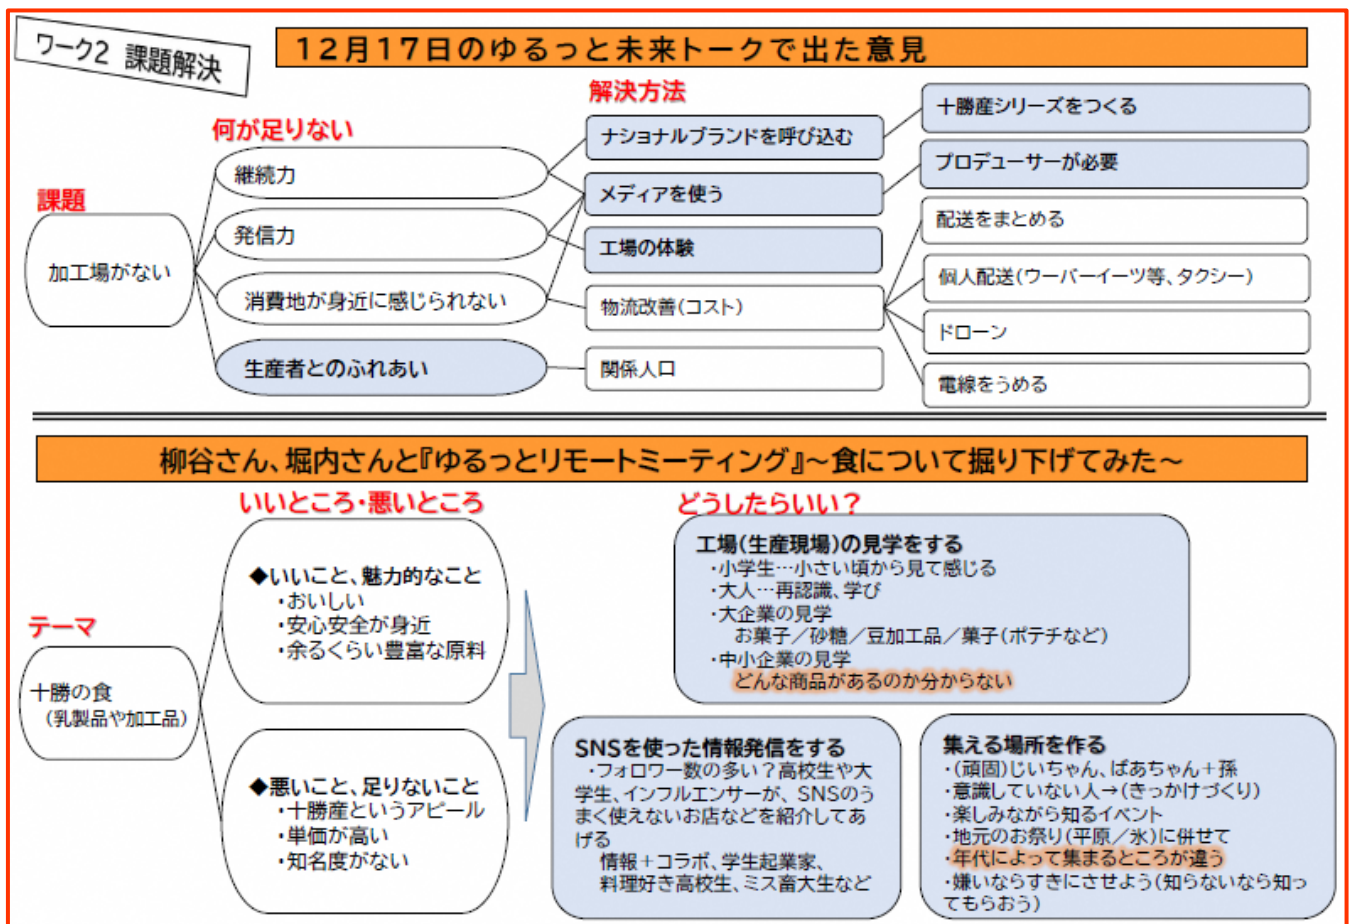 ワーク2 課題解決
12月17日のゆるっと未来トークで出た意見
課題
加工場がない
何が足りない
継続力
発信力
消費地が身近に感じられない
生産者とのふれあい
解決方法
ナショナルブランドを呼び込む
メディアを使う
工場の体験
物流改善(コスト)
関係人口
十勝産シリーズをつくる
プロデューサーが必要
配送をまとめる
個人配送(ウーバーイーツ等、タクシー)
ドローン
電線をうめる
柳谷さん、堀内さんと『ゆるっとリモートミーティング』～食について掘り下げてみた～
テーマ
十勝の食
(乳製品や加工品)
いいところ・悪いところ
◆いいこと、魅力的なこと
・おいしい
・安心安全が身近
・余るくらい豊富な原料
◆悪いこと、足りないこと
・十勝産というアピール
・単価が高い
・知名度がない
どうしたらいい？
工場(生産現場)の見学をする
・小学生…小さい頃から見て感じる
・大人…再認識、学び
・大企業の見学
お菓子／砂糖／豆加工品／菓子(ポテチなど)
・中小企業の見学
どんな商品があるのか分からない
SNSを使った情報発信をする
・フォロワー数の多い？高校生や大
学生、インフルエンサーが、SNSのう
まく使えないお店などを紹介してあ
げる
情報＋コラボ、学生起業家、
料理好き高校生、ミス畜大生など
集える場所を作る
・(頑固)じいちゃん、ばあちゃん＋孫
・意識していない人→(きっかけづくり)
・楽しみながら知るイベント
・地元のお祭り(平原／氷)に併せて
・年代によって集まるところが違う
・嫌いならすきにさせよう(知らないなら知っ
てもらおう)